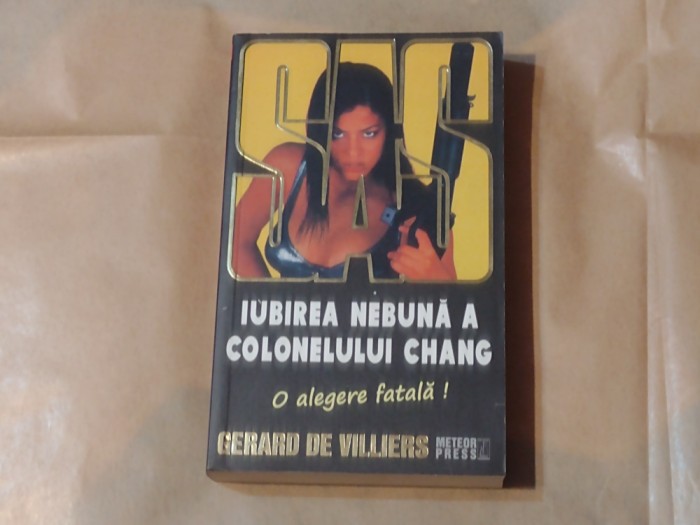 SAS
IUBIREA NEBUNĂ A
COLONELULUI CHANG
O alegere fatală !
GERARD DE VILLIERS
METEOR
PRESS